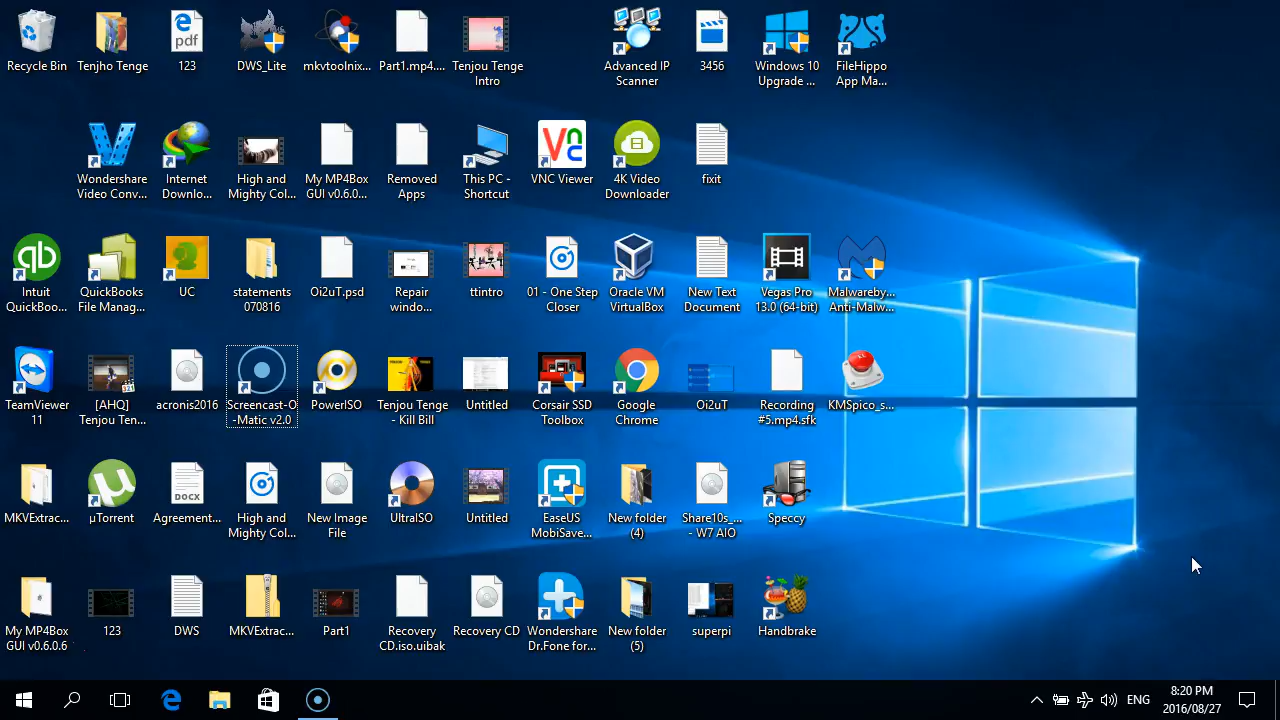 Recycle Bin
Tenjho Tenge
pdf
123
DWS_Lite
mkvtoolnix...
Part1.mp4....
Tenjou Tenge
Intro
Advanced IP
Scanner
3456
Windows 10
Upgrade ...
FileHippo
App Ma...
Wondershare
Video Conv...
Internet
Downlo...
High and
Mighty Col...
My MP4Box
GUI v0.6.0...
Removed
Apps
This PC -
Shortcut
VNC
VNC Viewer
4K Video
Downloader
fixit
qb
Intuit
QuickBoo...
QuickBooks
File Manag...
UC
statements
070816
Oi2uT.psd
Repair
windo...
ttintro
01 - One Step
Closer
Oracle VM
VirtualBox
New Text
Document
Vegas Pro
13.0 (64-bit)
Malwareby...
Anti-Malw...
TeamViewer
11
[AHQ]
Tenjou Ten...
acronis2016
Screencast-O
-Matic v2.0
PowerISO
Tenjou Tenge
- Kill Bill
Untitled
Corsair SSD
Toolbox
Google
Chrome
Oi2uT
Recording
#5.mp4.sfk
KMSpico_s...
MKVExtrac...
µ
µTorrent
DOCX
Agreement...
High and
Mighty Col...
New Image
File
UltraISO
Untitled
EaseUS
MobiSave...
New folder
(4)
Share10s_...
- W7 AIO
Speccy
My MP4Box
GUI v0.6.0.6
123
DWS
MKVExtrac...
Part1
Recovery
CD.iso.uibak
Recovery CD
Wondershare
Dr.Fone for...
New folder
(5)
superpi
Handbrake
ENG
8:20 PM
2016/08/27